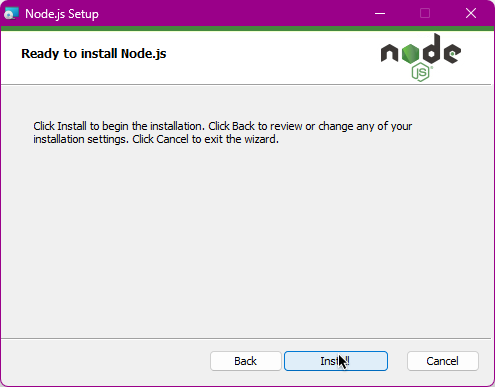 Node.js Setup
Ready to install Node.js
node
JS
Click Install to begin the installation. Click Back to review or change any of your
installation settings. Click Cancel to exit the wizard.
Back
Install
Cancel